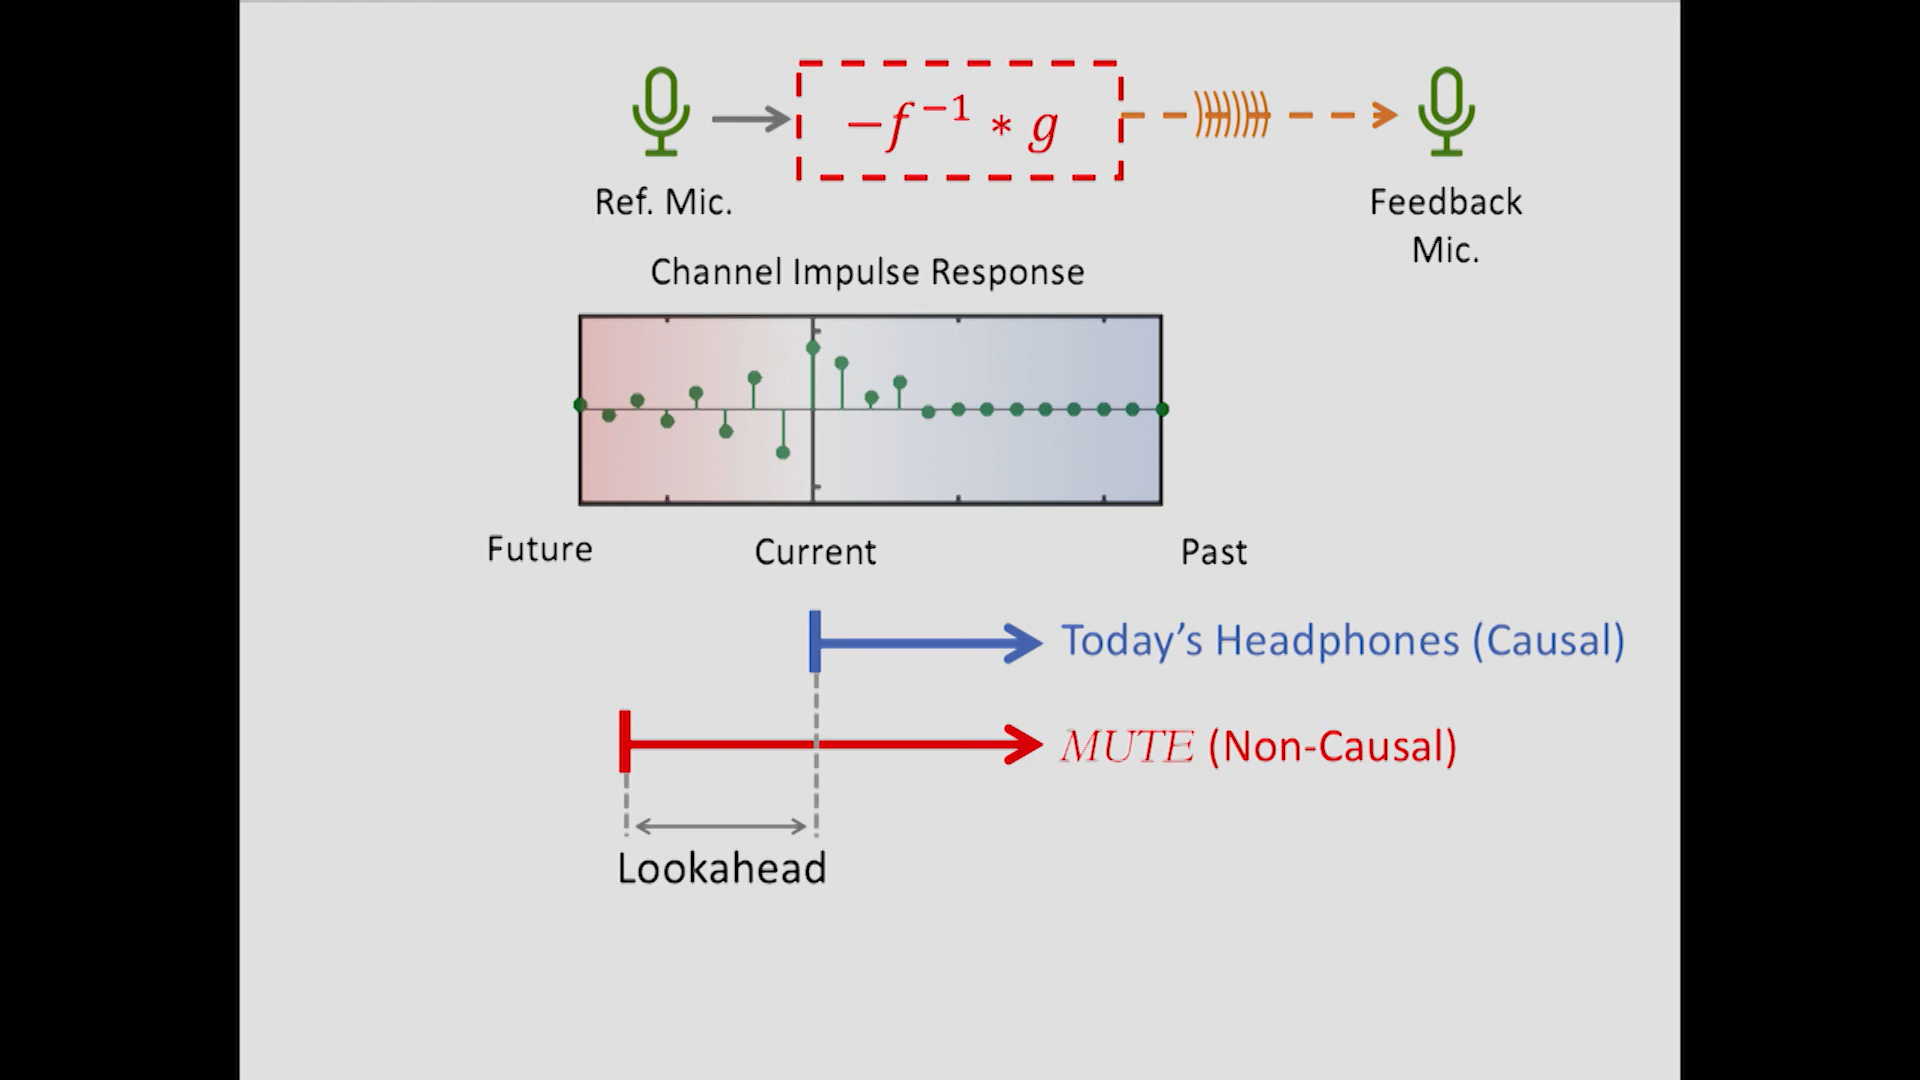 −f⁻¹ * g
Ref. Mic.
Feedback
Mic.
Channel Impulse Response
Future
Current
Past
Today’s Headphones (Causal)
MUTE (Non-Causal)
Lookahead